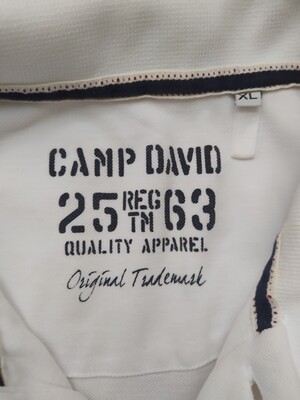 XL
CAMP DAVID
25 REG TM 63
QUALITY APPAREL
Original Trademark